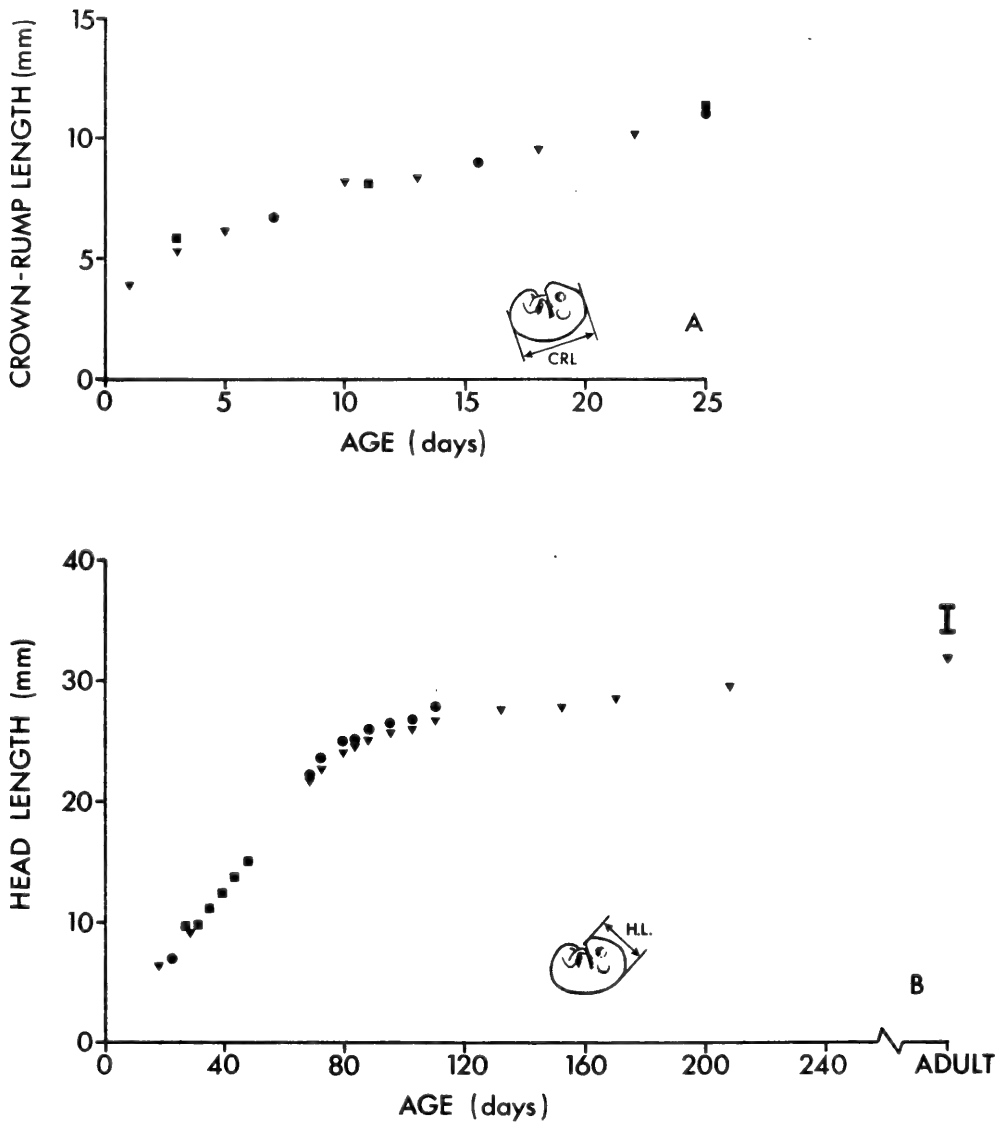 CROWN-RUMP LENGTH (mm)
15
10
5
0
0 5 10 15 20 25
AGE (days)
CRL
A
HEAD LENGTH (mm)
40
30
20
10
0
0 40 80 120 160 200 240 ADULT
AGE (days)
H.L.
B